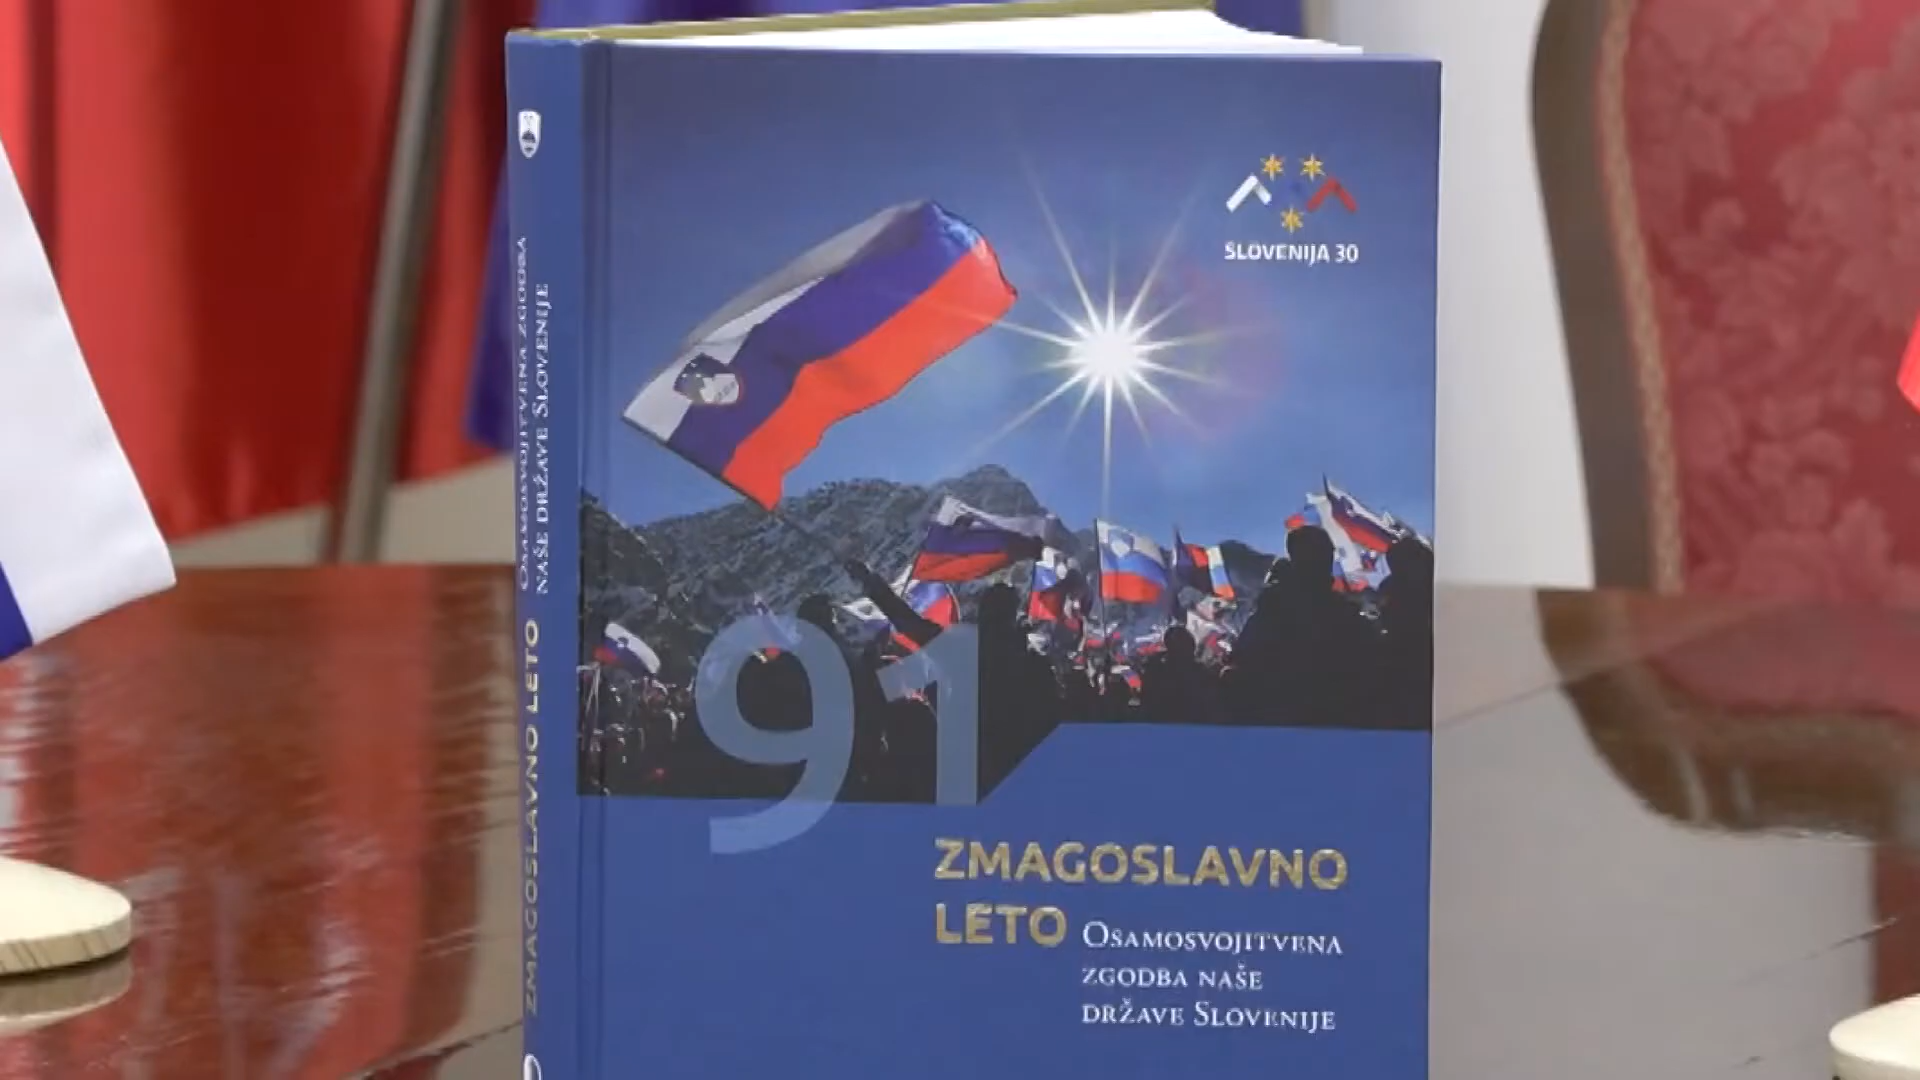 SLOVENIJA 30
91
ZMAGOSLAVNO
LETO
OSAMOSVOJITVENA
ZGODBA NAŠE
DRŽAVE SLOVENIJE
ZMAGOSLAVNO LETO
OSAMOSVOJITVENA ZGODBA
NAŠE DRŽAVE SLOVENIJE